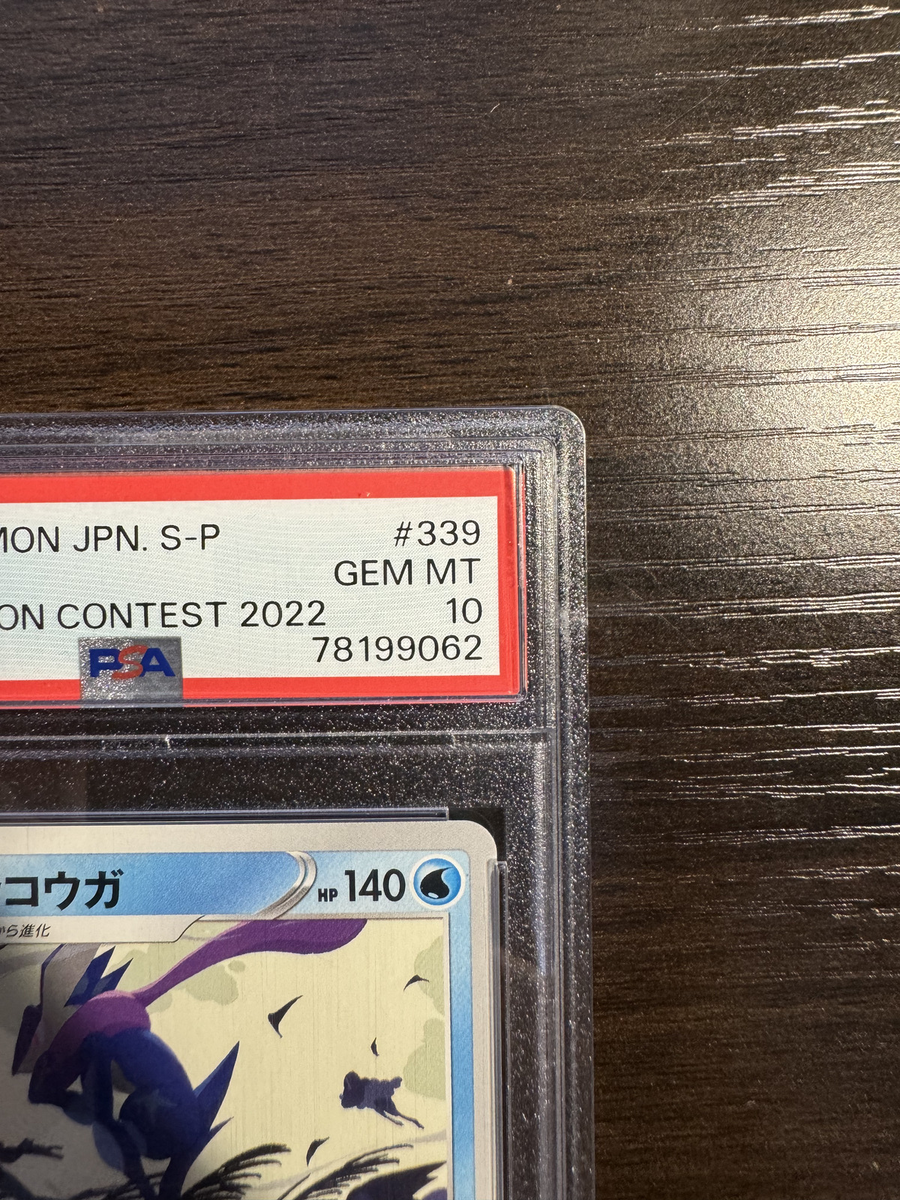 MON JPN. S-P #339
GEM MT
ON CONTEST 2022 10
78199062
PSA
コウガ HP 140
から進化